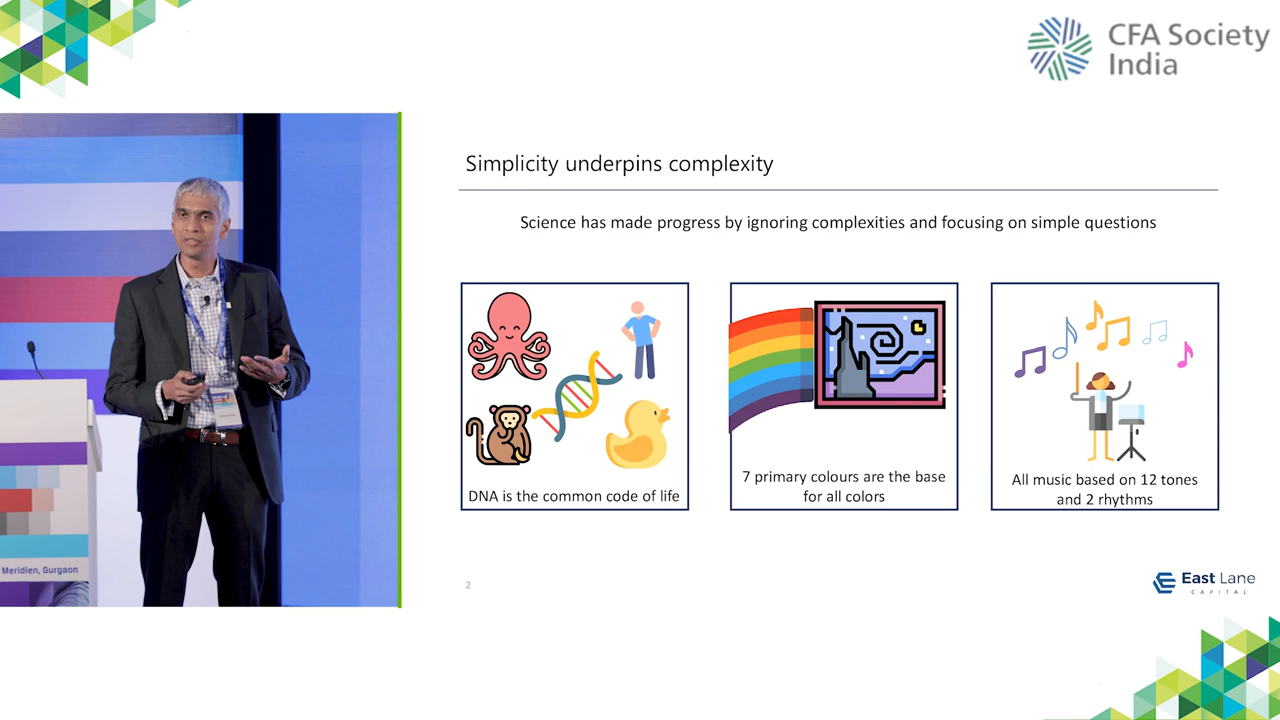 CFA Society
India
Simplicity underpins complexity
Science has made progress by ignoring complexities and focusing on simple questions
DNA is the common code of life
7 primary colours are the base
for all colors
All music based on 12 tones
and 2 rhythms
Meridien, Gurgaon
2
East Lane
CAPITAL